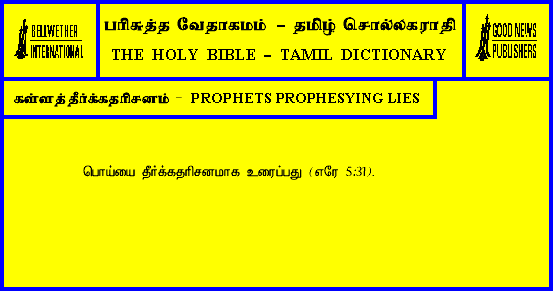 BELLWETHER
INTERNATIONAL
பரிசுத்த வேதாகமம் – தமிழ் சொல்லகராதி
THE HOLY BIBLE – TAMIL DICTIONARY
GOOD NEWS
PUBLISHERS
கள்ளத் தீர்க்கதரிசனம் - PROPHETS PROPHESYING LIES
பொய்யை தீர்க்கதரிசனமாக உரைப்பது (எரே 5:31).